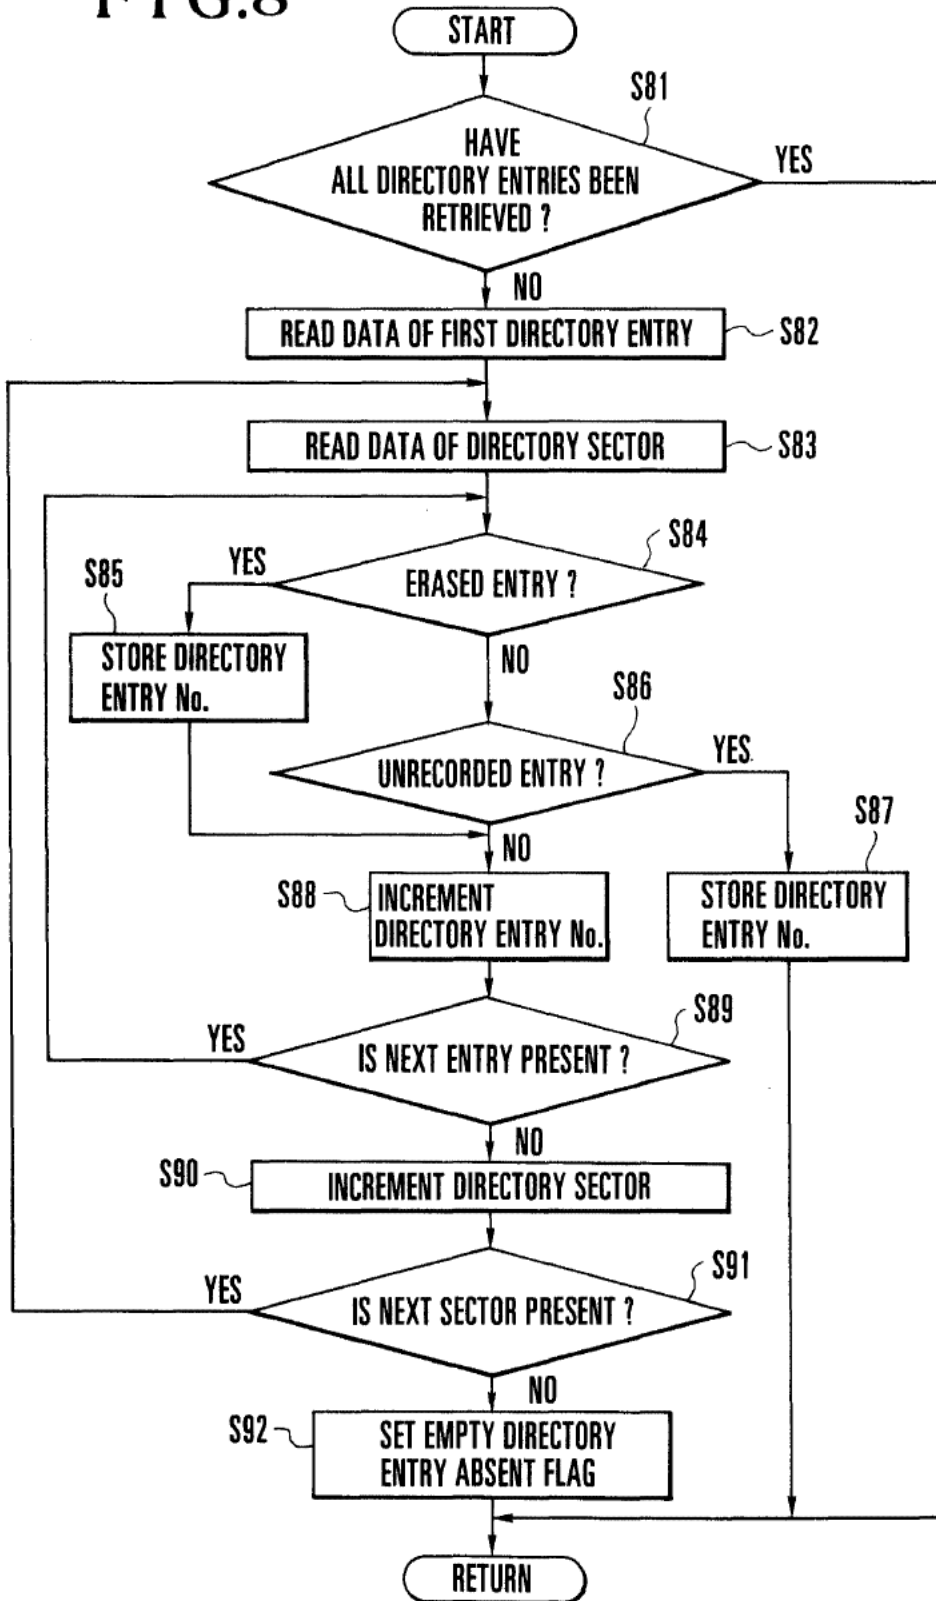 FIG.8
START
S81
HAVE
ALL DIRECTORY ENTRIES BEEN
RETRIEVED ?
YES
NO
READ DATA OF FIRST DIRECTORY ENTRY
S82
READ DATA OF DIRECTORY SECTOR
S83
S84
YES
ERASED ENTRY ?
S85
STORE DIRECTORY
ENTRY No.
NO
S86
UNRECORDED ENTRY ?
YES
S87
NO
S88
INCREMENT
DIRECTORY ENTRY No.
STORE DIRECTORY
ENTRY No.
S89
YES
IS NEXT ENTRY PRESENT ?
NO
S90
INCREMENT DIRECTORY SECTOR
S91
YES
IS NEXT SECTOR PRESENT ?
NO
S92
SET EMPTY DIRECTORY
ENTRY ABSENT FLAG
RETURN